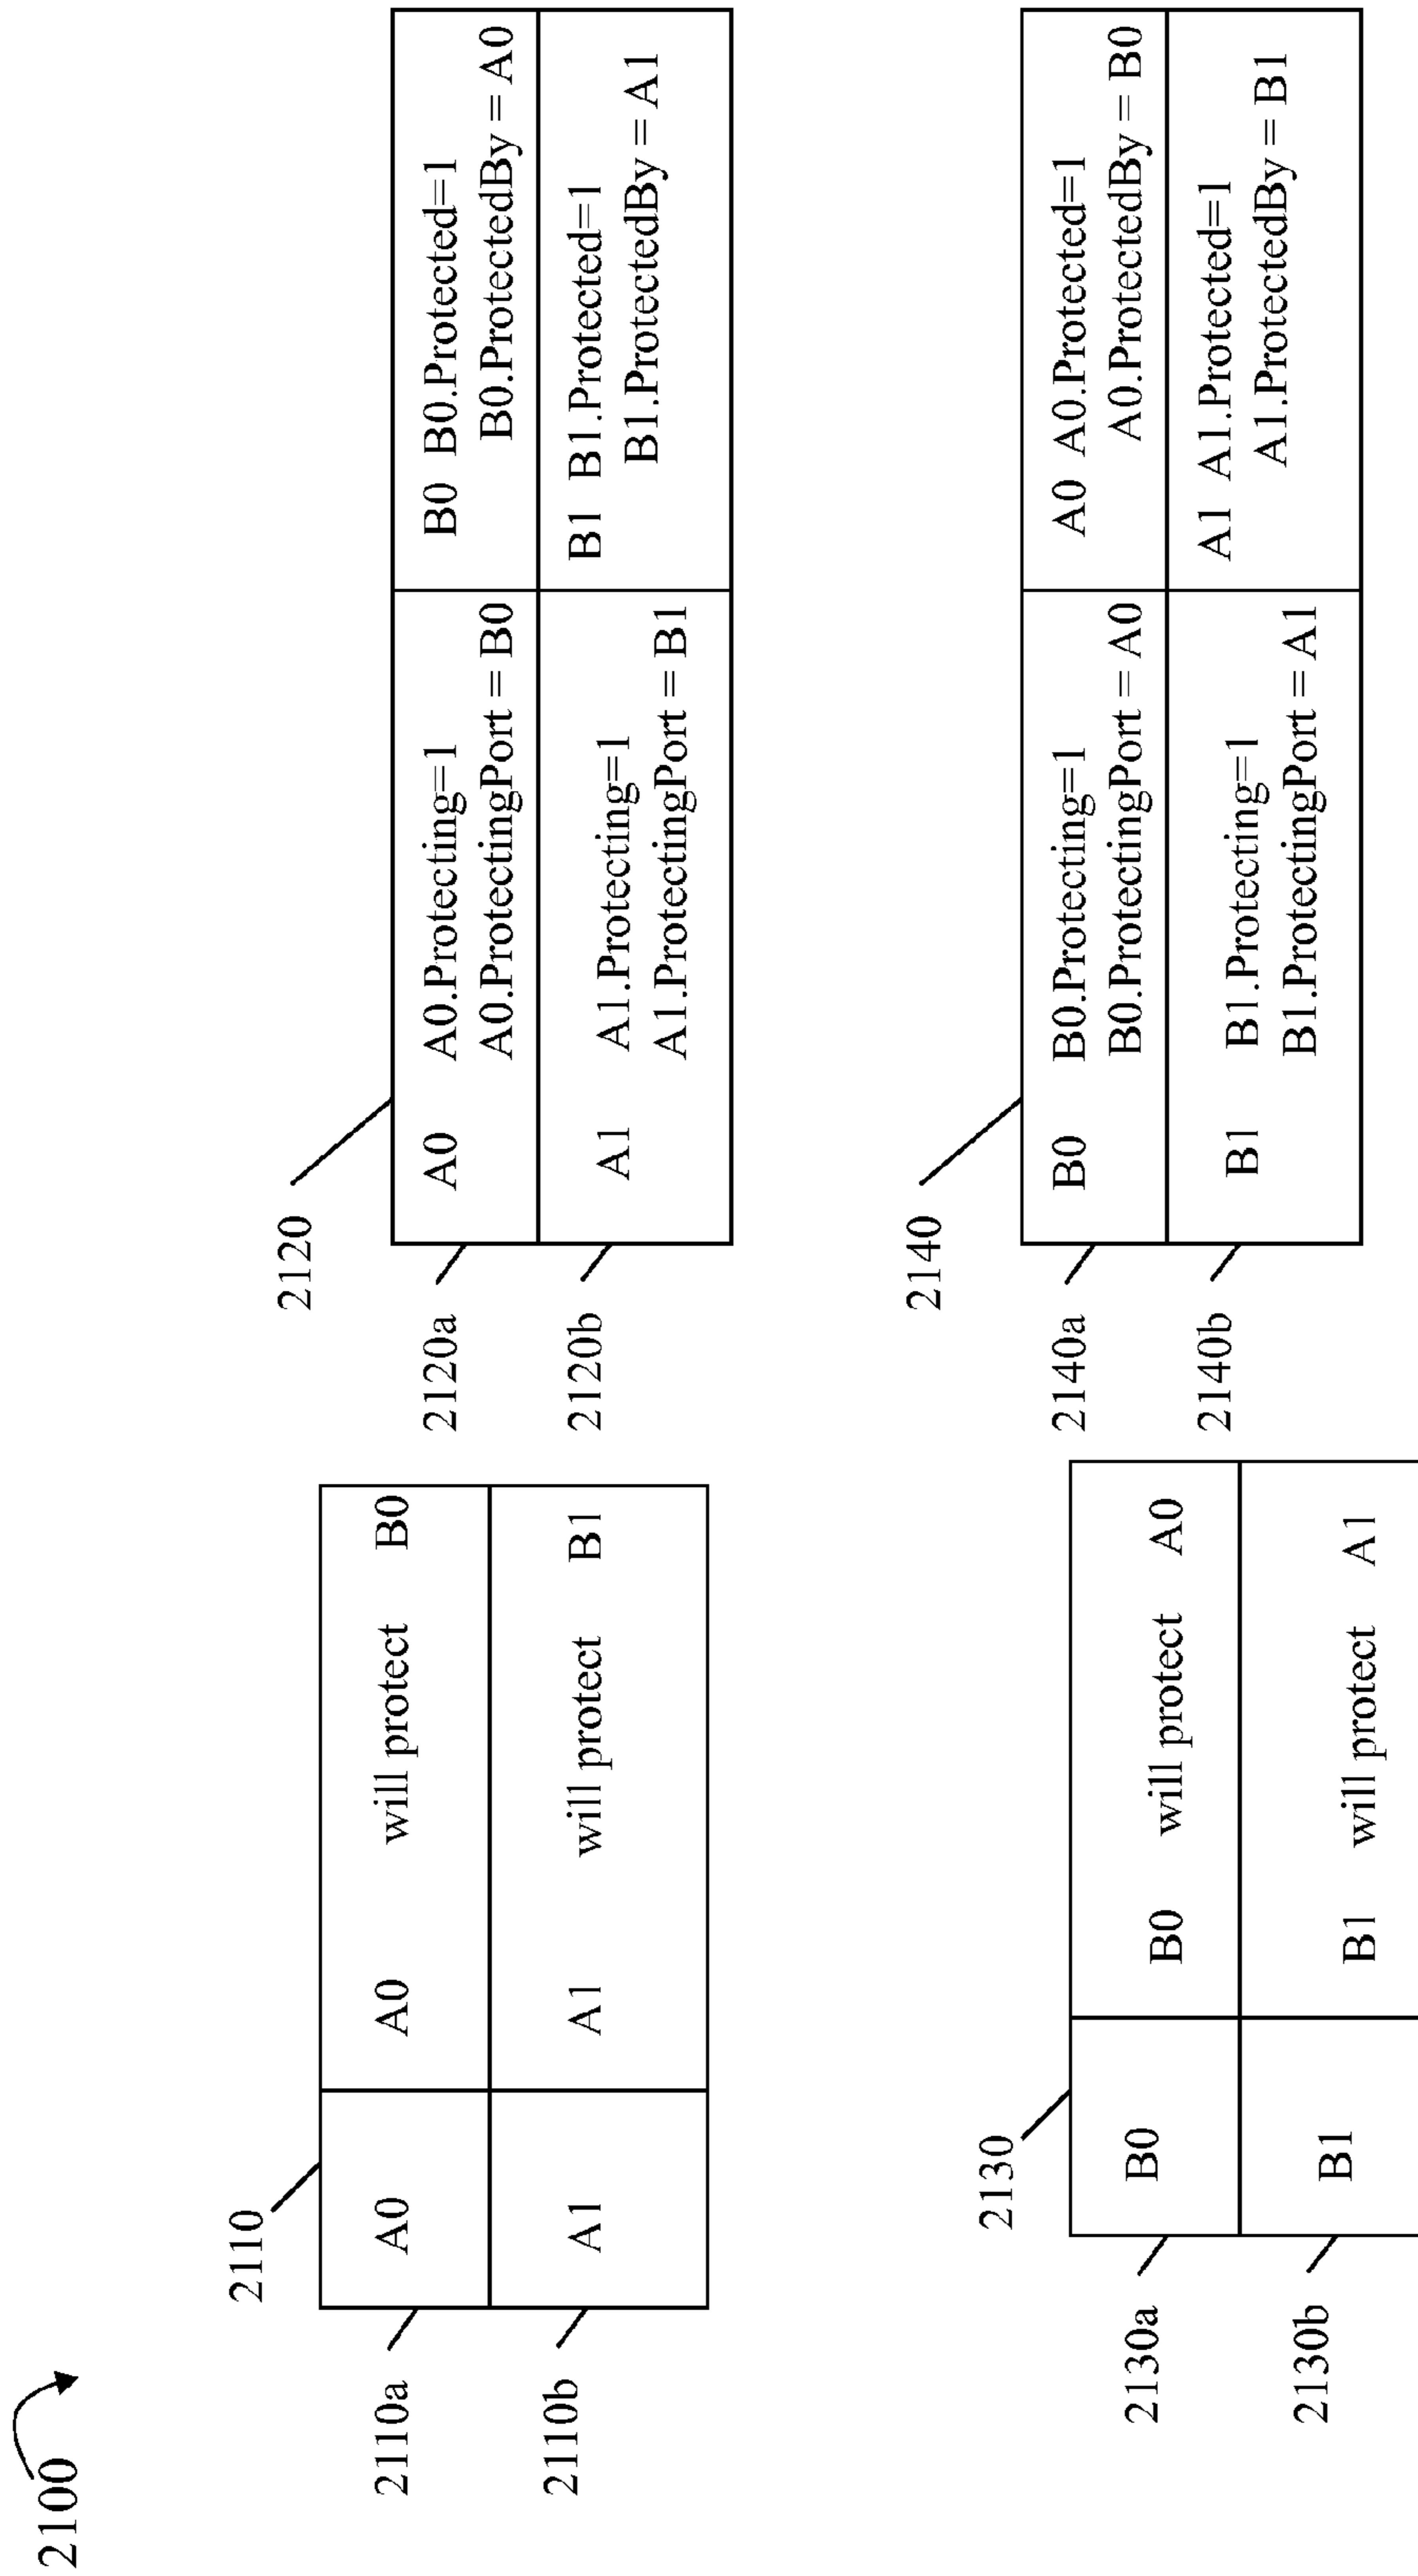 2100
2110
2110a
A0
A0 will protect B0
2110b
A1
A1 will protect B1
2120
2120a
A0 A0.Protecting=1
A0.ProtectingPort = B0
B0 B0.Protected=1
B0.ProtectedBy = A0
2120b
A1 A1.Protecting=1
A1.ProtectingPort = B1
B1 B1.Protected=1
B1.ProtectedBy = A1
2130
2130a
B0
B0 will protect A0
2130b
B1
B1 will protect A1
2140
2140a
B0 B0.Protecting=1
B0.ProtectingPort = A0
A0 A0.Protected=1
A0.ProtectedBy = B0
2140b
B1 B1.Protecting=1
B1.ProtectingPort = A1
A1 A1.Protected=1
A1.ProtectedBy = B1